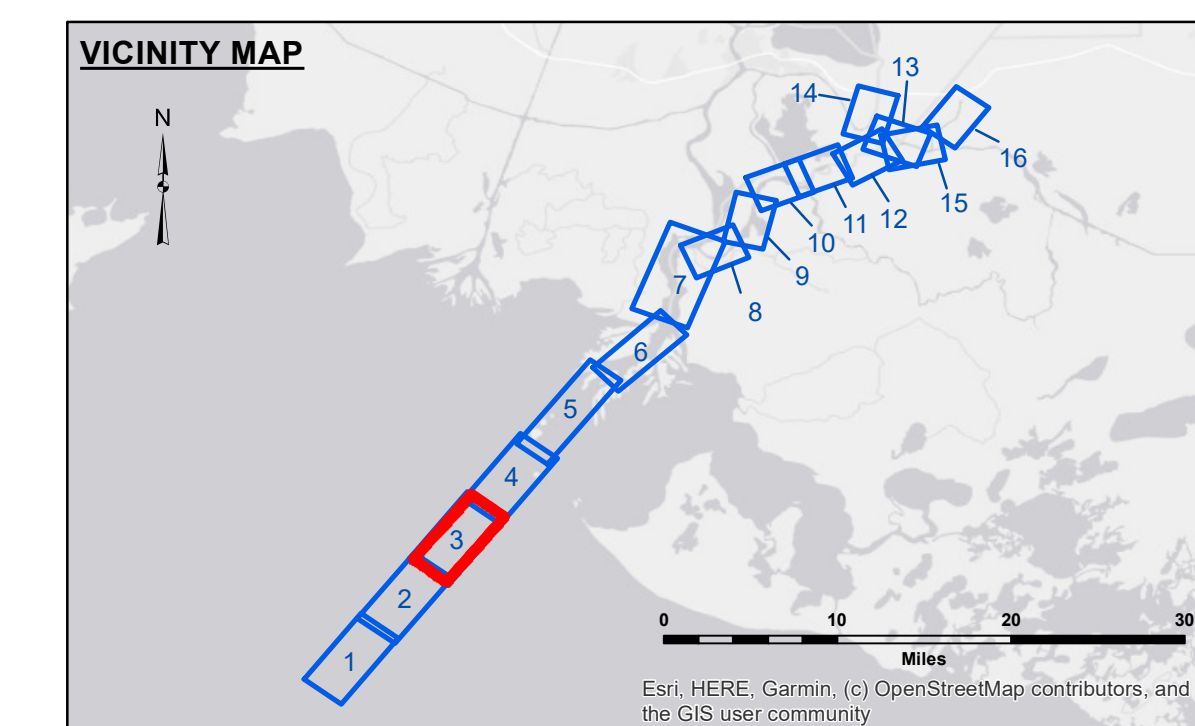 VICINITY MAP
N
13
14
16
15
12
11
10
9
8
7
6
5
4
3
2
1
0 10 20 30
Miles
Esri, HERE, Garmin, (c) OpenStreetMap contributors, and
the GIS user community